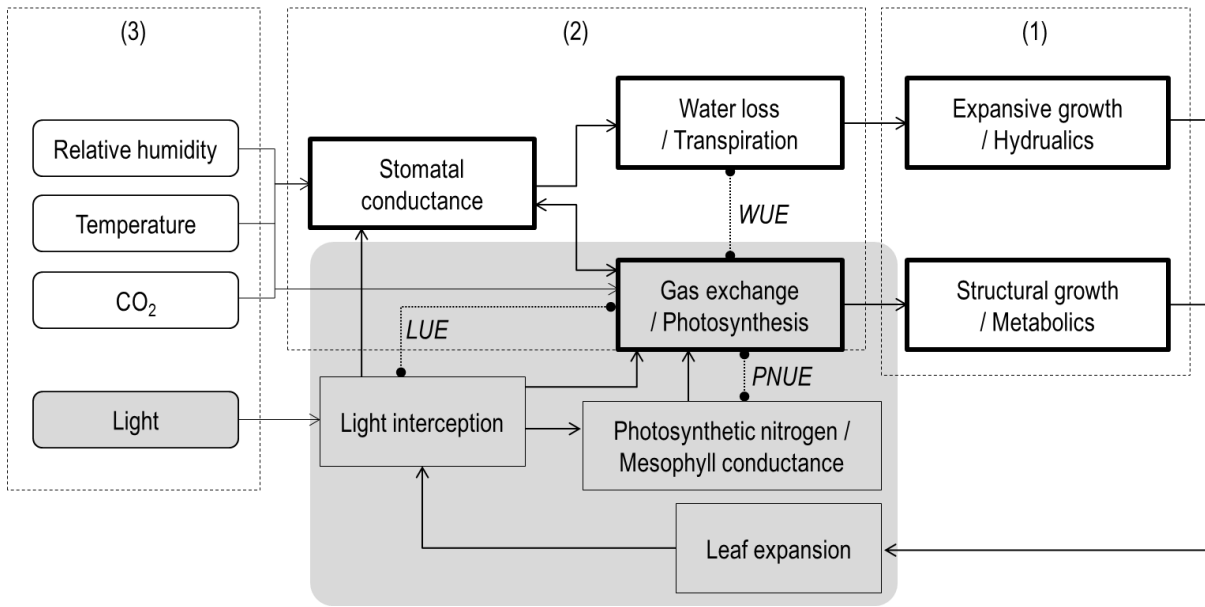 (3)
(2)
(1)
Relative humidity
Temperature
CO₂
Light
Stomatal
conductance
Water loss
/ Transpiration
WUE
Gas exchange
/ Photosynthesis
LUE
PNUE
Light interception
Photosynthetic nitrogen /
Mesophyll conductance
Leaf expansion
Expansive growth
/ Hydrualics
Structural growth
/ Metabolics